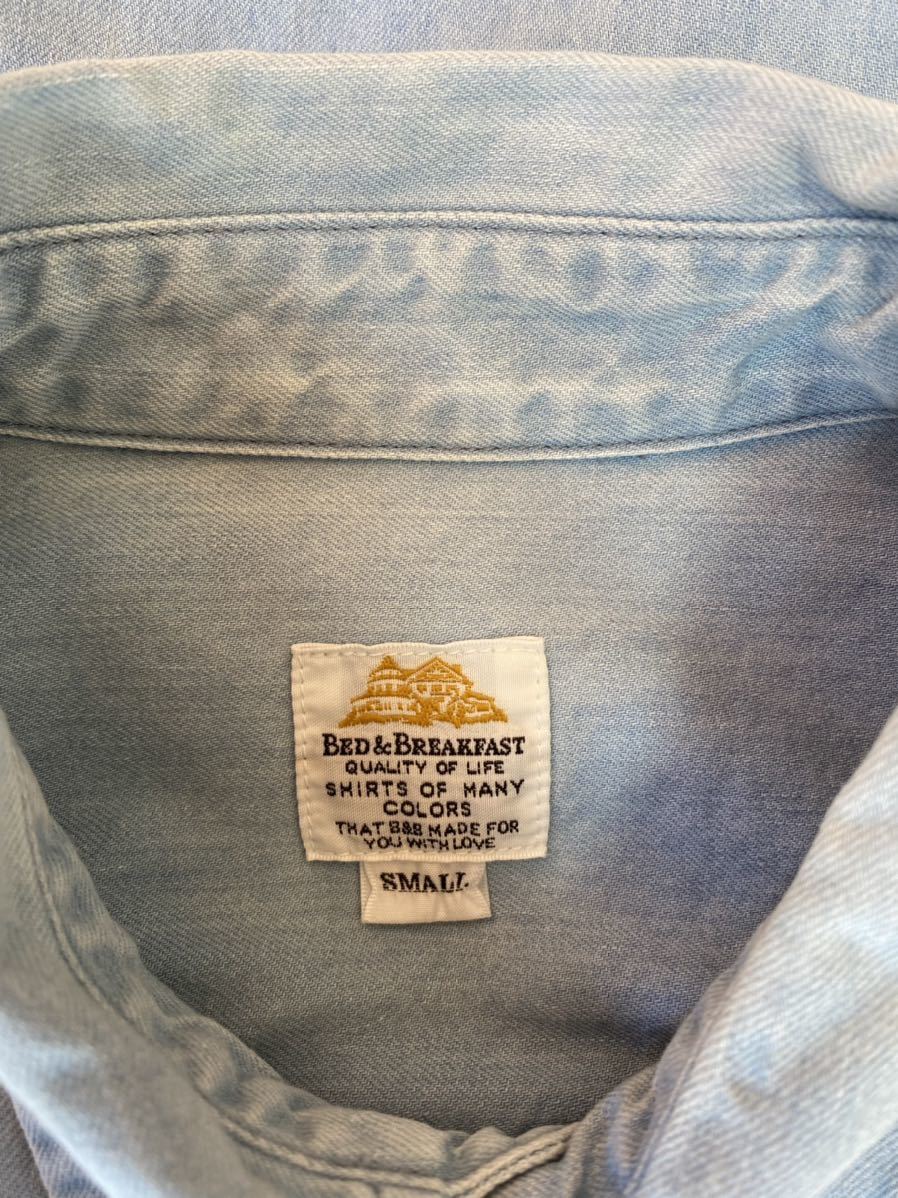 BED & BREAKFAST
QUALITY OF LIFE
SHIRTS OF MANY
COLORS
THAT B&B MADE FOR
YOU WITH LOVE
SMALL